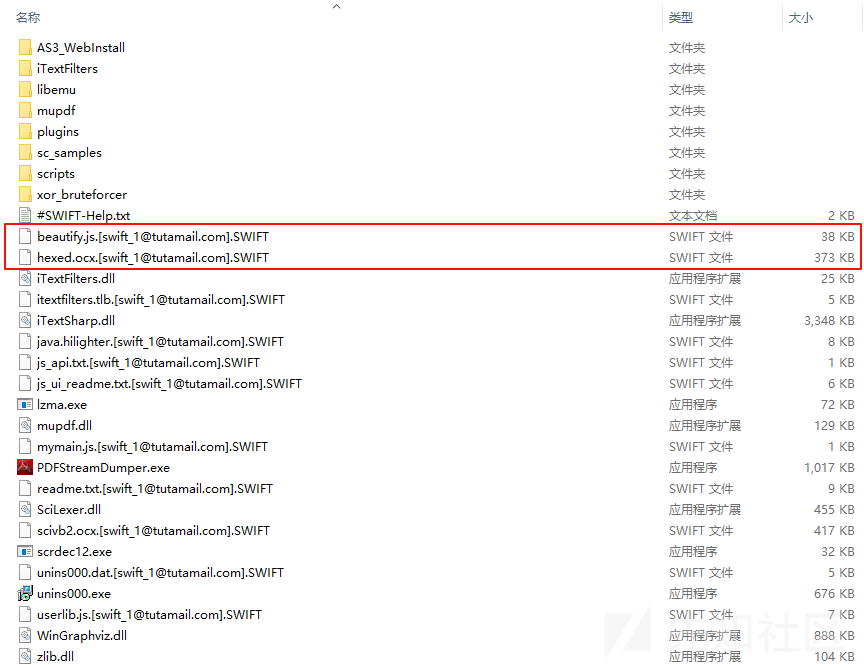 名称 类型 大小
AS3_WebInstall 文件夹
iTextFilters 文件夹
libemu 文件夹
mupdf 文件夹
plugins 文件夹
sc_samples 文件夹
scripts 文件夹
xor_bruteforcer 文件夹
#SWIFT-Help.txt 文本文档 2 KB
beautify.js.[swift_1@tutamail.com].SWIFT SWIFT 文件 38 KB
hexed.ocx.[swift_1@tutamail.com].SWIFT SWIFT 文件 373 KB
iTextFilters.dll 应用程序扩展 25 KB
itextfilters.tlb.[swift_1@tutamail.com].SWIFT SWIFT 文件 5 KB
iTextSharp.dll 应用程序扩展 3,348 KB
java.hilighter.[swift_1@tutamail.com].SWIFT SWIFT 文件 8 KB
js_api.txt.[swift_1@tutamail.com].SWIFT SWIFT 文件 1 KB
js_ui_readme.txt.[swift_1@tutamail.com].SWIFT SWIFT 文件 6 KB
lzma.exe 应用程序 72 KB
mupdf.dll 应用程序扩展 129 KB
mymain.js.[swift_1@tutamail.com].SWIFT SWIFT 文件 1 KB
PDFStreamDumper.exe 应用程序 1,017 KB
readme.txt.[swift_1@tutamail.com].SWIFT SWIFT 文件 9 KB
SciLexer.dll 应用程序扩展 455 KB
scivb2.ocx.[swift_1@tutamail.com].SWIFT SWIFT 文件 417 KB
scrdec12.exe 应用程序 32 KB
unins000.dat.[swift_1@tutamail.com].SWIFT SWIFT 文件 5 KB
unins000.exe 应用程序 676 KB
userlib.js.[swift_1@tutamail.com].SWIFT SWIFT 文件 7 KB
WinGraphviz.dll 应用程序扩展 888 KB
zlib.dll 应用程序扩展 104 KB